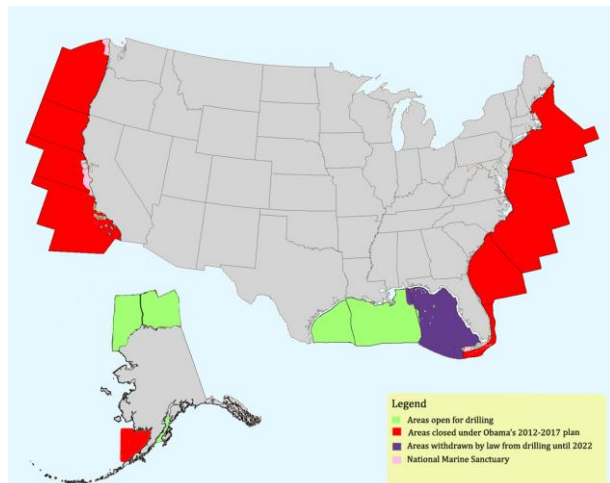 Legend
Areas open for drilling
Areas closed under Obama's 2012-2017 plan
Areas withdrawn by law from drilling until 2022
National Marine Sanctuary